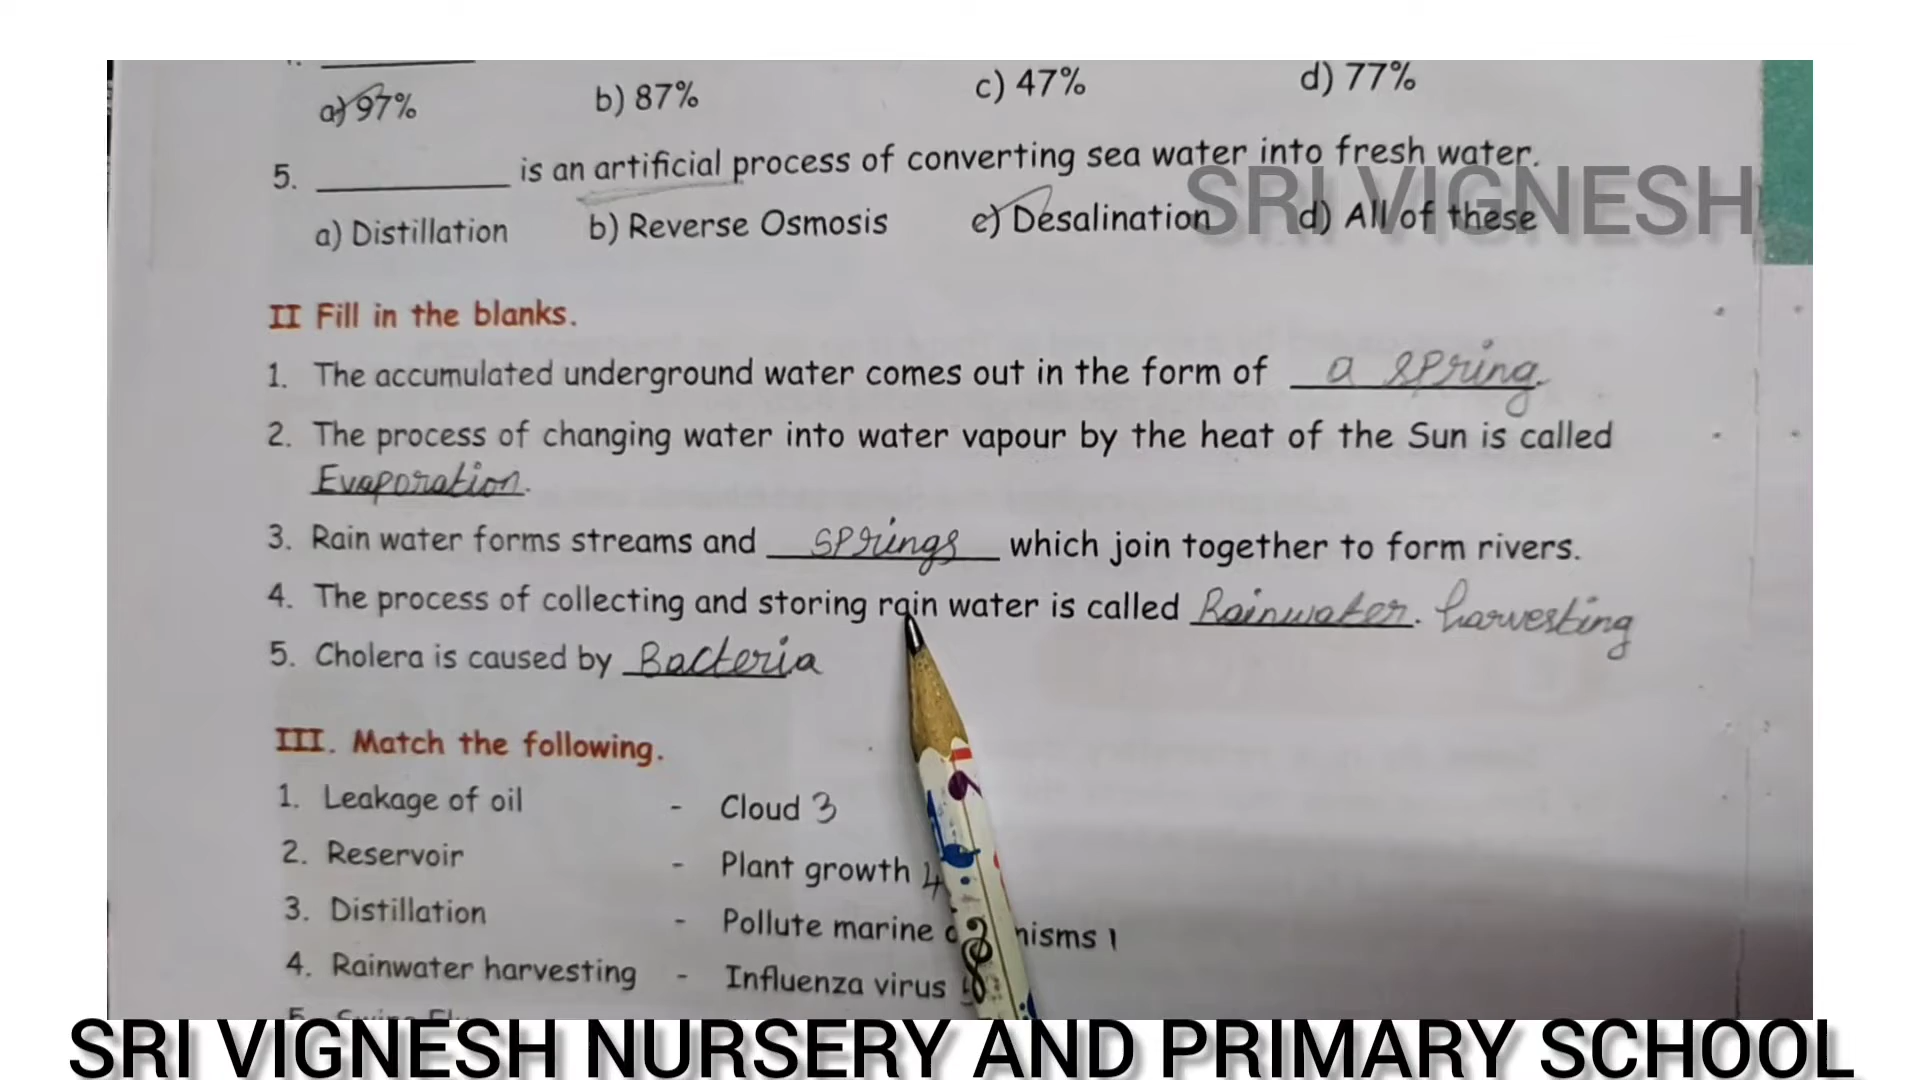 a) 97% b) 87% c) 47% d) 77%
5. __________ is an artificial process of converting sea water into fresh water.
SRI VIGNESH
a) Distillation b) Reverse Osmosis c) Desalination d) All of these
II Fill in the blanks.
1. The accumulated underground water comes out in the form of a spring.
2. The process of changing water into water vapour by the heat of the Sun is called
Evaporation.
3. Rain water forms streams and springs which join together to form rivers.
4. The process of collecting and storing rain water is called Rainwater. harvesting
5. Cholera is caused by Bacteria
III. Match the following.
1. Leakage of oil - Cloud 3
2. Reservoir - Plant growth 4
3. Distillation - Pollute marine 1
4. Rainwater harvesting - Influenza virus
SRI VIGNESH NURSERY AND PRIMARY SCHOOL